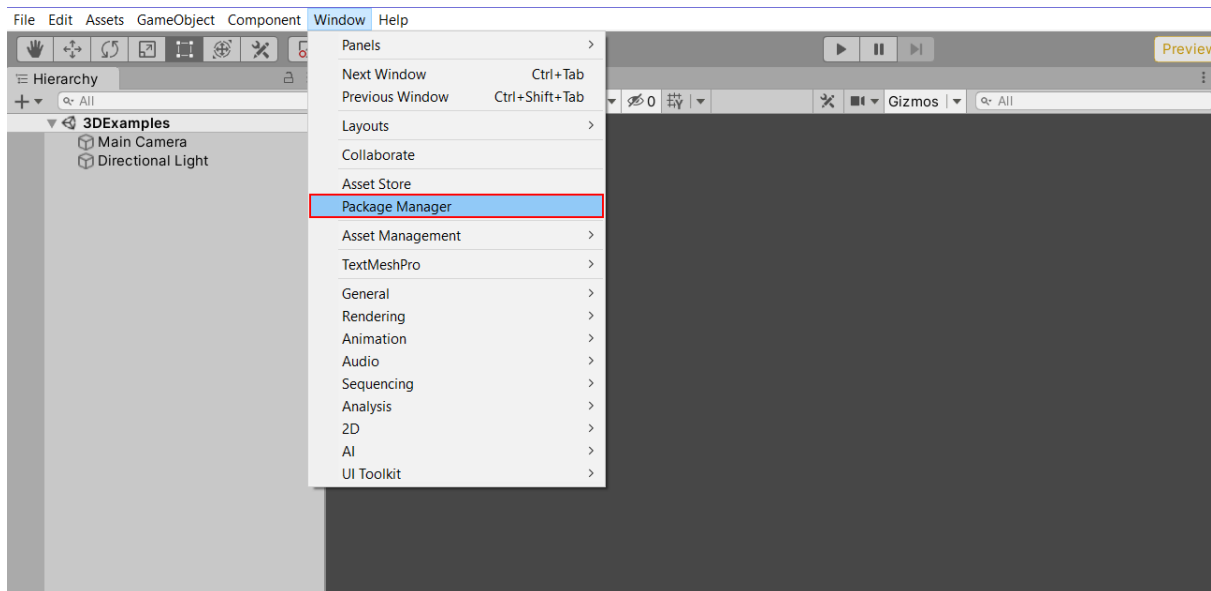 File Edit Assets GameObject Component Window Help
Preview
Hierarchy
All
0
Gizmos
All
3DExamples
Main Camera
Directional Light
Panels
Next Window Ctrl+Tab
Previous Window Ctrl+Shift+Tab
Layouts
Collaborate
Asset Store
Package Manager
Asset Management
TextMeshPro
General
Rendering
Animation
Audio
Sequencing
Analysis
2D
AI
UI Toolkit